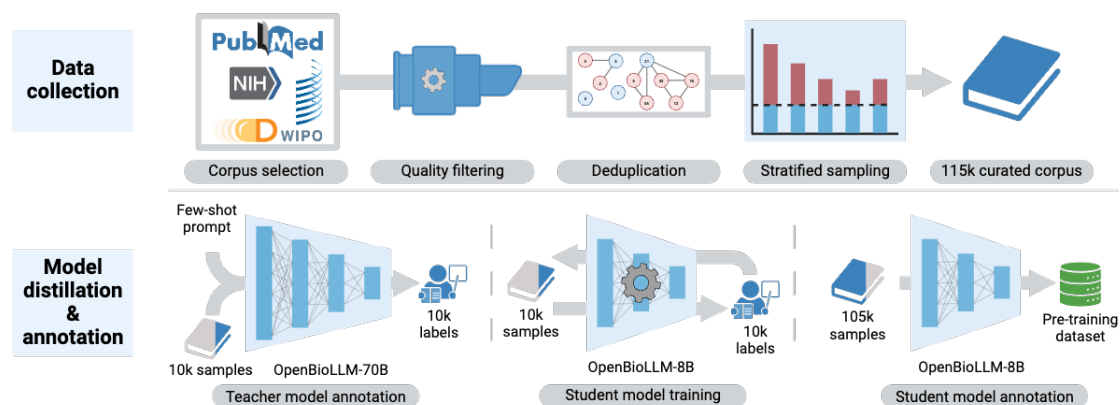 Data
collection
PubMed
NIH
D
WIPO
Corpus selection
Quality filtering
Deduplication
Stratified sampling
115k curated corpus
Model
distillation
&
annotation
Few-shot
prompt
10k samples
OpenBioLLM-70B
10k
labels
Teacher model annotation
10k
samples
OpenBioLLM-8B
10k
labels
Student model training
105k
samples
OpenBioLLM-8B
Pre-training
dataset
Student model annotation